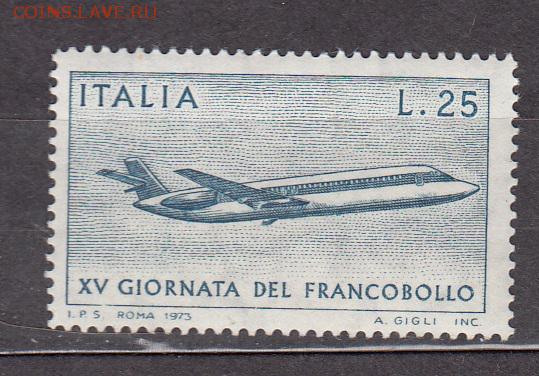 COINS.LAVE.RU
ITALIA L.25
XV GIORNATA DEL FRANCOBOLLO
I.P.S. ROMA 1973 A. GIGLI INC.